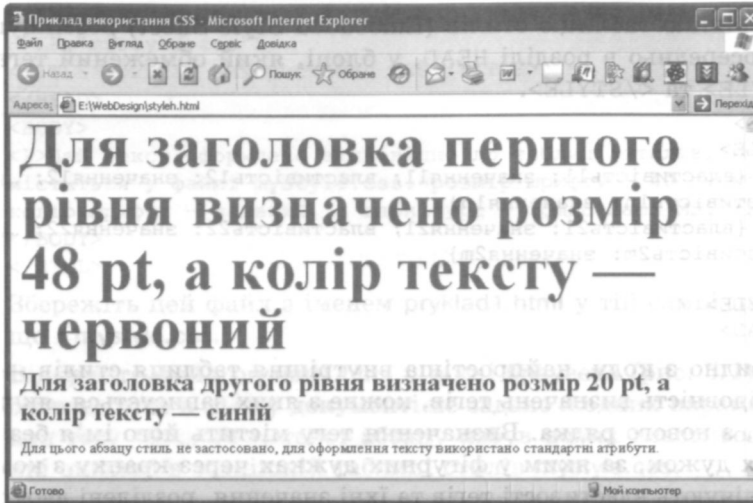 Приклад використання CSS - Microsoft Internet Explorer
Файл Правка Вигляд Обране Сервіс Довідка
Назад Пошук Обране
Адреса: E:\WebDesign\styleh.html Перехід
Для заголовка першого
рівня визначено розмір
48 pt, а колір тексту —
червоний
Для заголовка другого рівня визначено розмір 20 pt, а
колір тексту — синій
Для цього абзацу стиль не застосовано, для оформлення тексту використано стандартні атрибути.
Готово Мой компьютер